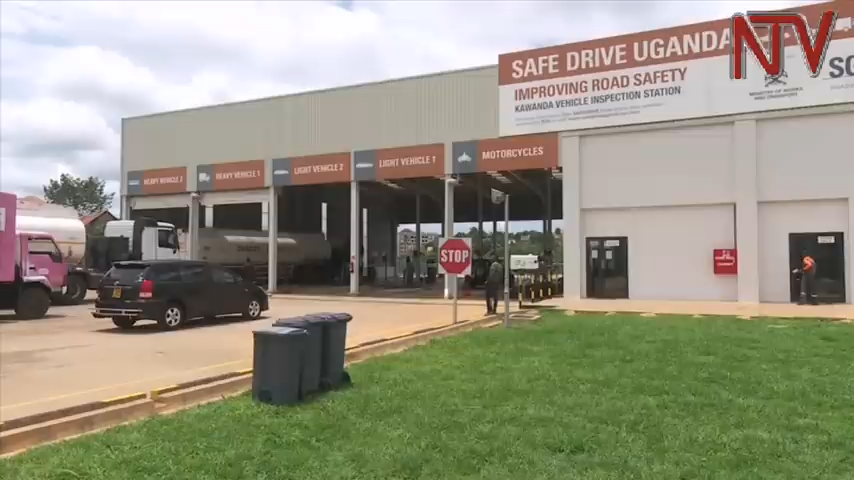 NTV
SAFE DRIVE UGANDA
IMPROVING ROAD SAFETY
KAWANDA VEHICLE INSPECTION STATION
HEAVY VEHICLE 2
HEAVY VEHICLE 1
LIGHT VEHICLE 2
LIGHT VEHICLE 1
MOTORCYCLES
STOP